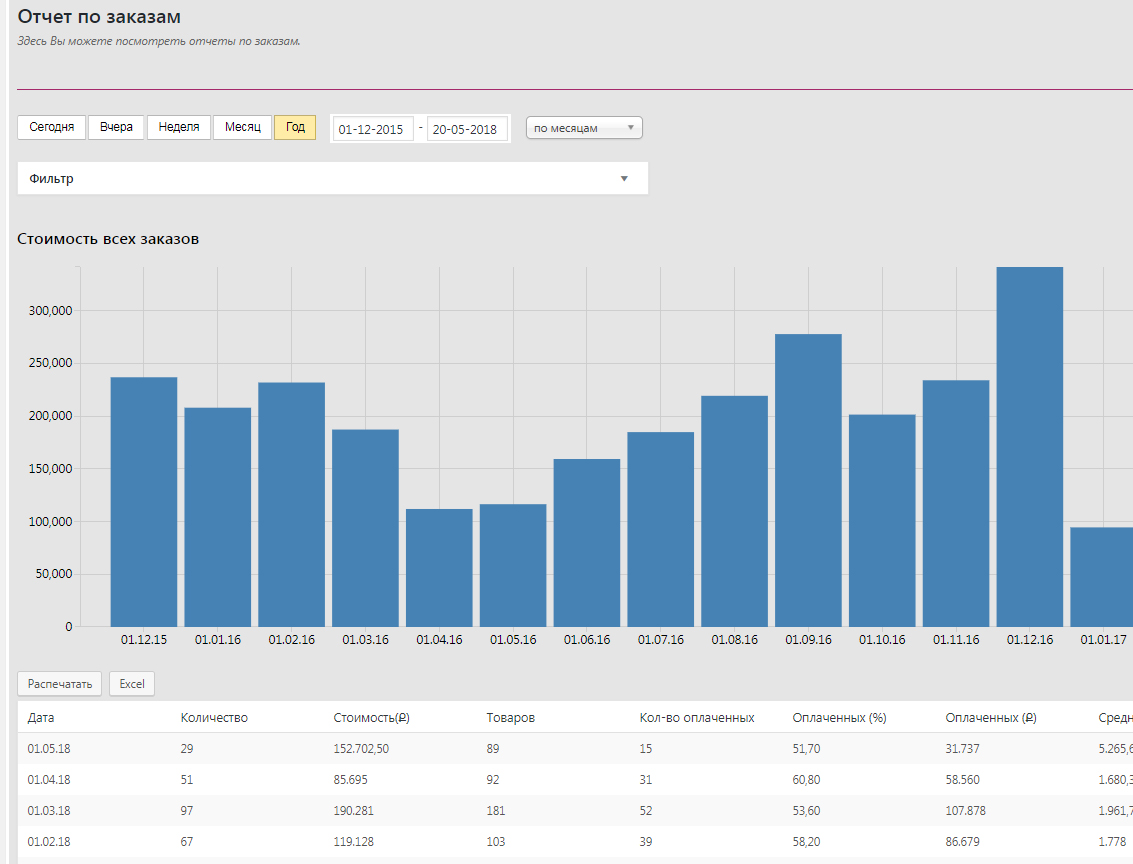 Отчет по заказам
Здесь Вы можете посмотреть отчеты по заказам.
Сегодня Вчера Неделя Месяц Год 01-12-2015 - 20-05-2018 по месяцам
Фильтр
Стоимость всех заказов
300,000
250,000
200,000
150,000
100,000
50,000
0
01.12.15 01.01.16 01.02.16 01.03.16 01.04.16 01.05.16 01.06.16 01.07.16 01.08.16 01.09.16 01.10.16 01.11.16 01.12.16 01.01.17
Распечатать Excel
Дата Количество Стоимость(₽) Товаров Кол-во оплаченных Оплаченных (%) Оплаченных (₽) Средн
01.05.18 29 152.702,50 89 15 51,70 31.737 5.265,6
01.04.18 51 85.695 92 31 60,80 58.560 1.680,3
01.03.18 97 190.281 181 52 53,60 107.878 1.961,7
01.02.18 67 119.128 103 39 58,20 86.679 1.778